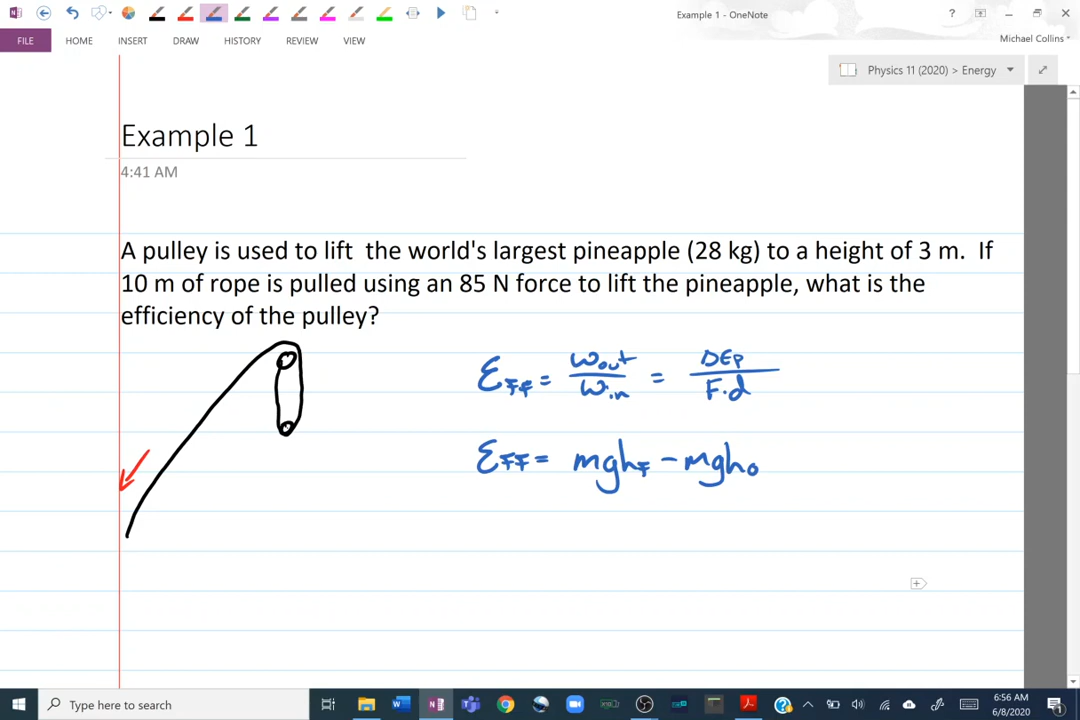 Example 1 - OneNote
?
FILE HOME INSERT DRAW HISTORY REVIEW VIEW
Michael Collins
Physics 11 (2020) > Energy
Example 1
4:41 AM
A pulley is used to lift the world's largest pineapple (28 kg) to a height of 3 m. If
10 m of rope is pulled using an 85 N force to lift the pineapple, what is the
efficiency of the pulley?
Eff = Wout / Win = DEp / F·d
Eff = mghf - mgho
Type here to search
6:56 AM
6/8/2020